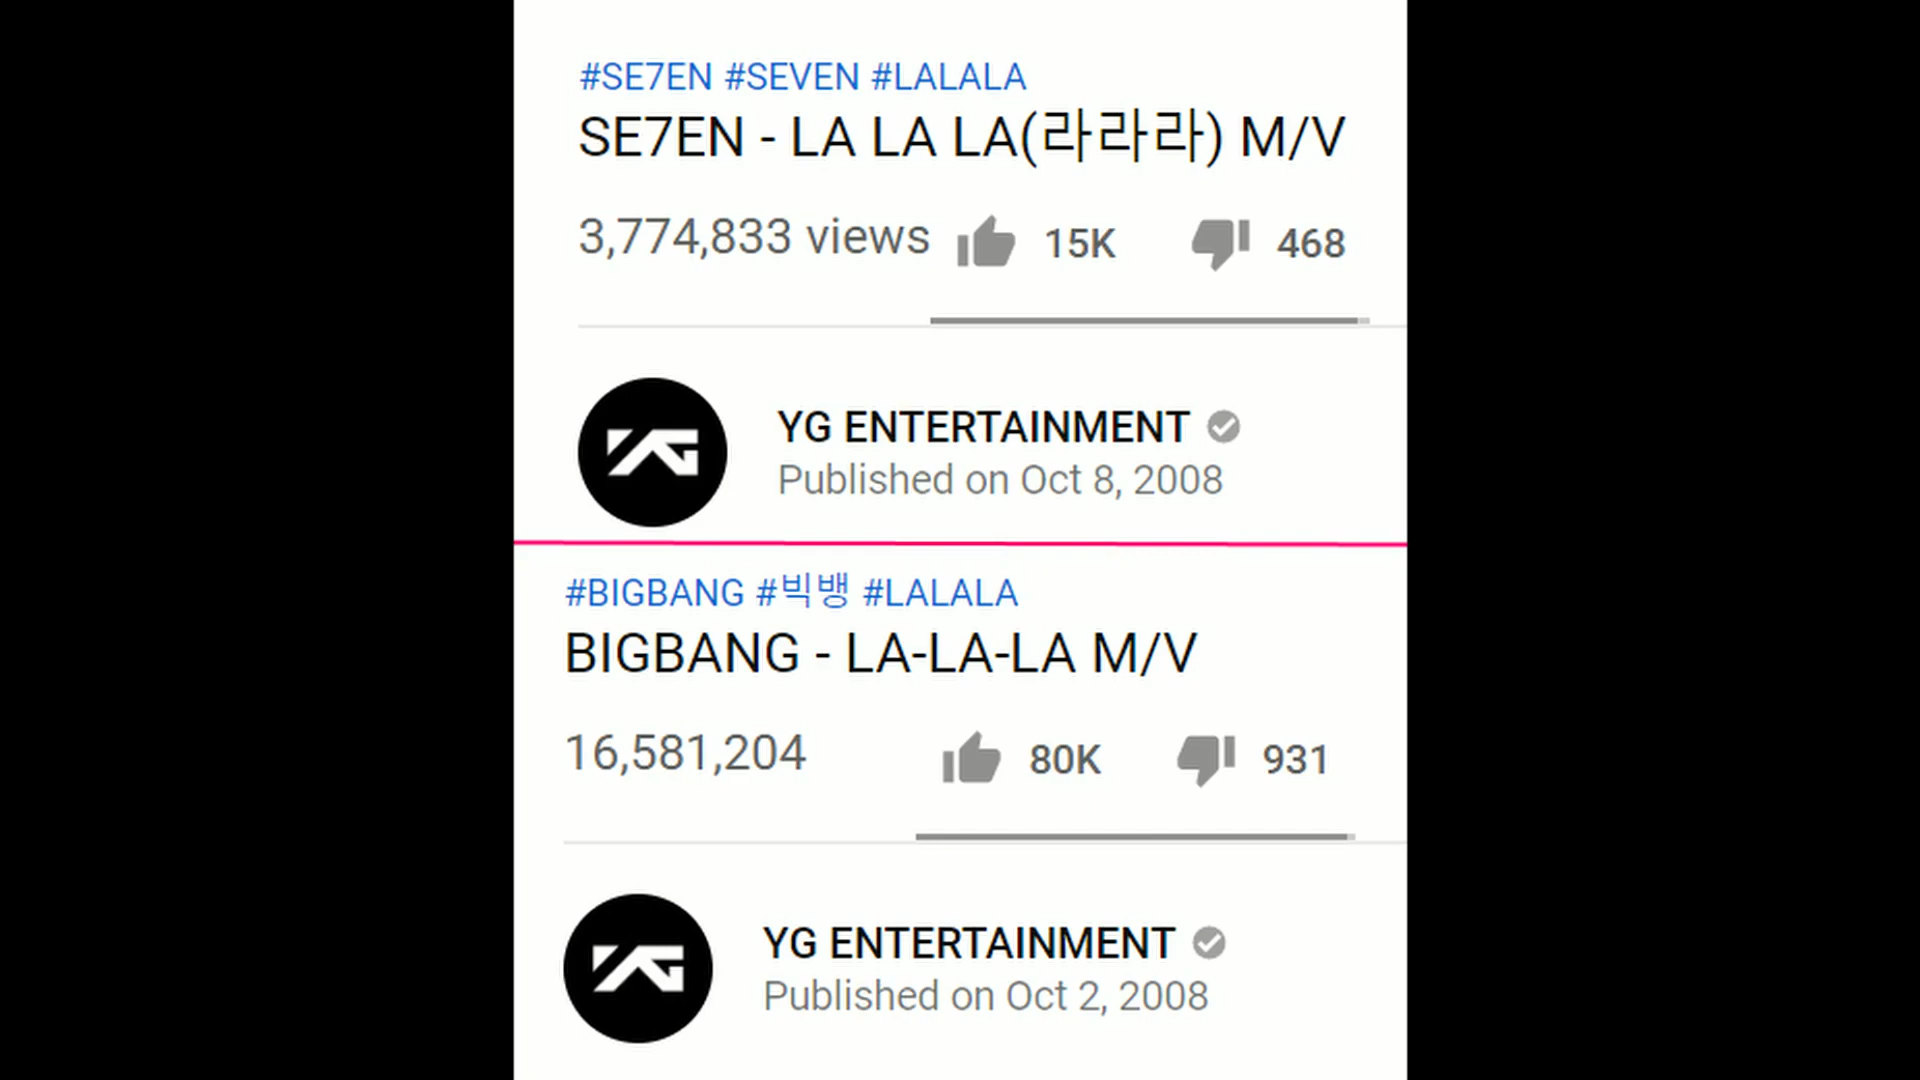 #SE7EN #SEVEN #LALALA
SE7EN - LA LA LA(라라라) M/V
3,774,833 views 15K 468
YG
YG ENTERTAINMENT
Published on Oct 8, 2008
#BIGBANG #빅뱅 #LALALA
BIGBANG - LA-LA-LA M/V
16,581,204 80K 931
YG
YG ENTERTAINMENT
Published on Oct 2, 2008